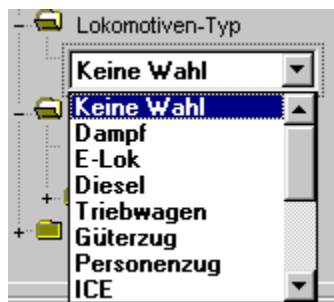 Lokomotiven-Typ
Keine Wahl
Keine Wahl
Dampf
E-Lok
Diesel
Triebwagen
Güterzug
Personenzug
ICE